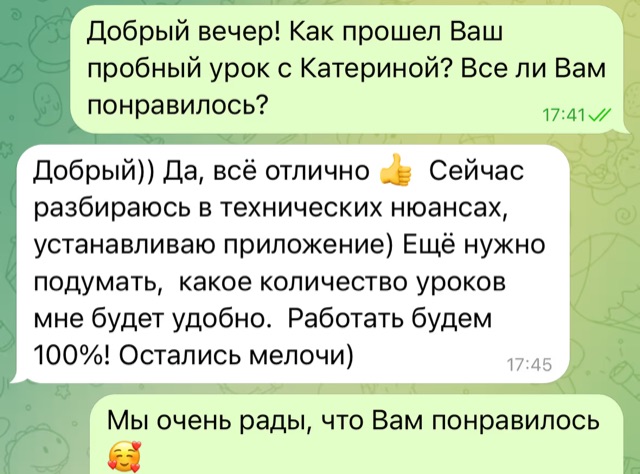 Добрый вечер! Как прошел Ваш
пробный урок с Катериной? Все ли Вам
понравилось?
17:41
Добрый)) Да, всё отлично 👍 Сейчас
разбираюсь в технических нюансах,
устанавливаю приложение) Ещё нужно
подумать, какое количество уроков
мне будет удобно. Работать будем
100%! Остались мелочи)
17:45
Мы очень рады, что Вам понравилось
🥰